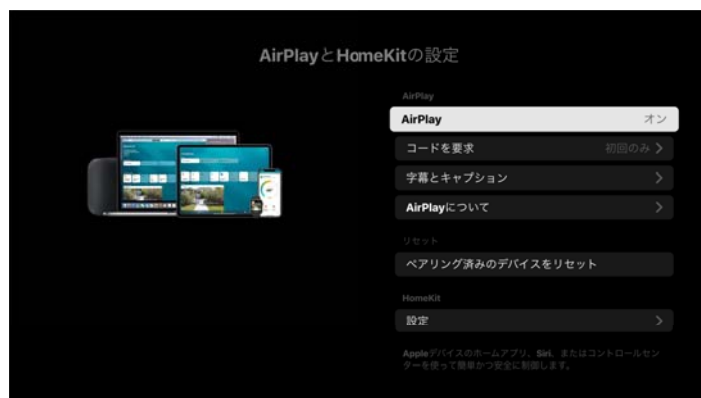 AirPlayとHomeKitの設定
AirPlay
AirPlay オン
コードを要求 初回のみ
字幕とキャプション
AirPlayについて
リセット
ペアリング済みのデバイスをリセット
HomeKit
設定
Appleデバイスのホームアプリ、Siri、またはコントロールセン
ターを使って簡単かつ安全に制御します。